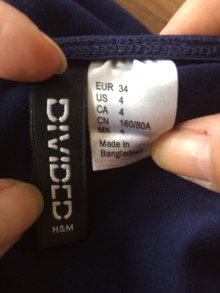 DIVIDED
H&M
EUR 34
US 4
CA 4
CN 160/80A
MX 4
Made in
Bangladesh